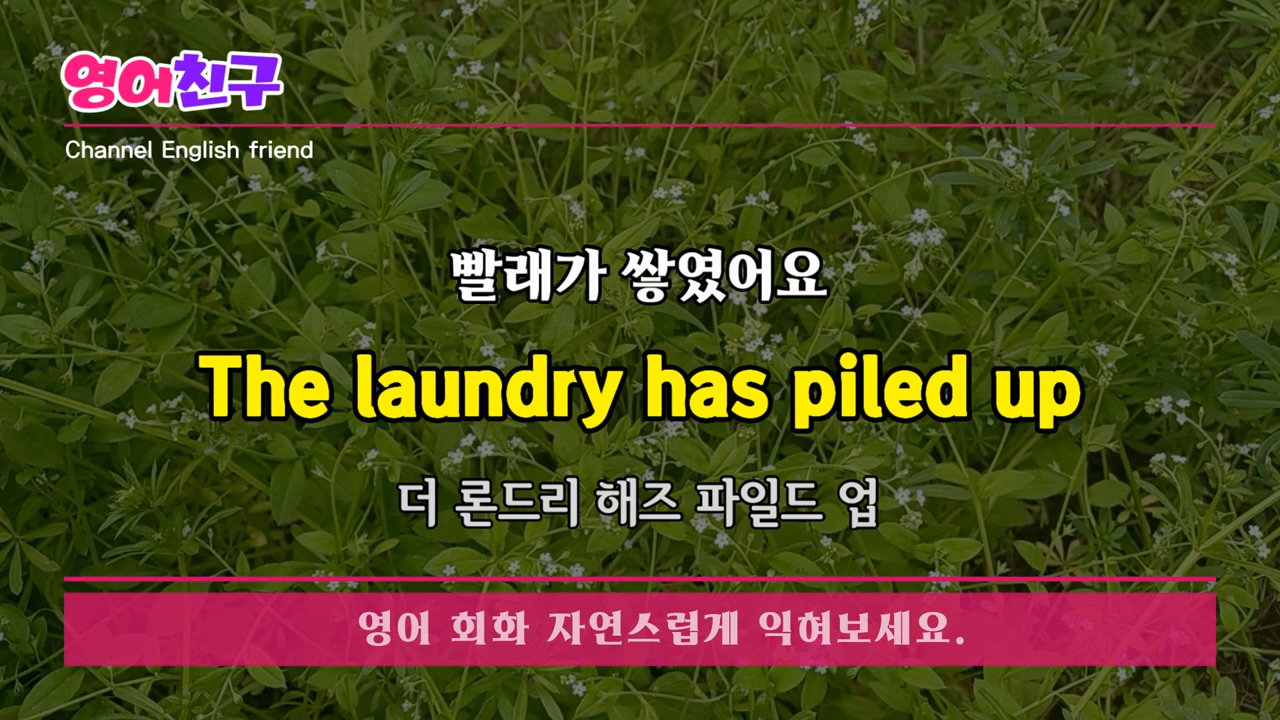 영어친구
Channel English friend
빨래가 쌓였어요
The laundry has piled up
더 론드리 해즈 파일드 업
영어 회화 자연스럽게 익혀보세요.